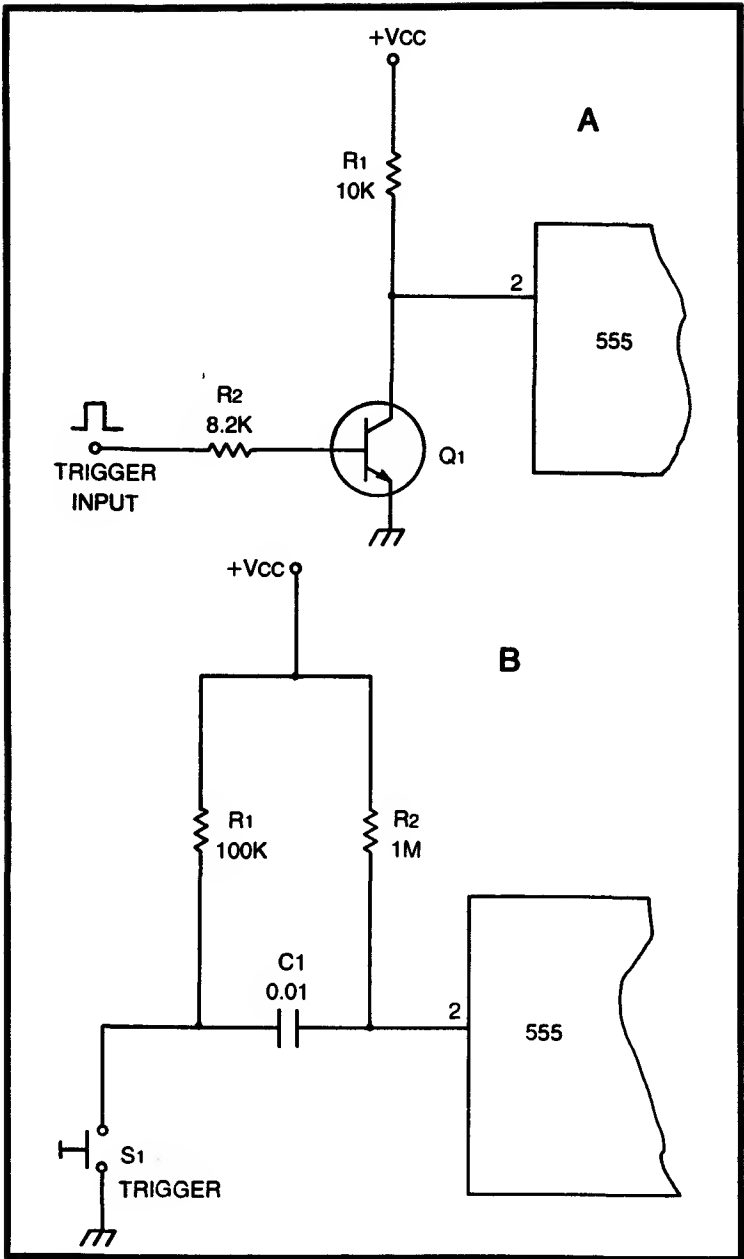 +VCC
A
R1
10K
2
555
R2
8.2K
TRIGGER
INPUT
Q1
+VCC
B
R1
100K
R2
1M
C1
0.01
2
555
S1
TRIGGER